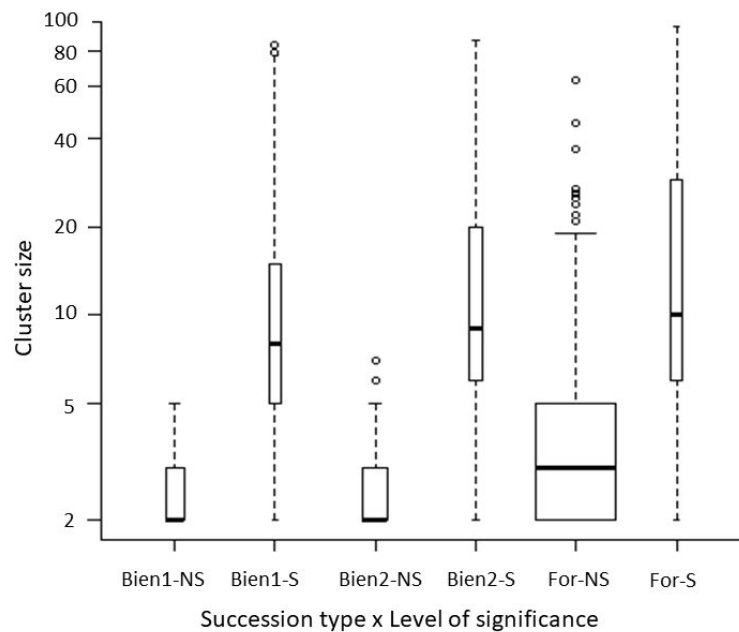 100
80
60
40
20
10
5
2
Cluster size
Bien1-NS Bien1-S Bien2-NS Bien2-S For-NS For-S
Succession type x Level of significance